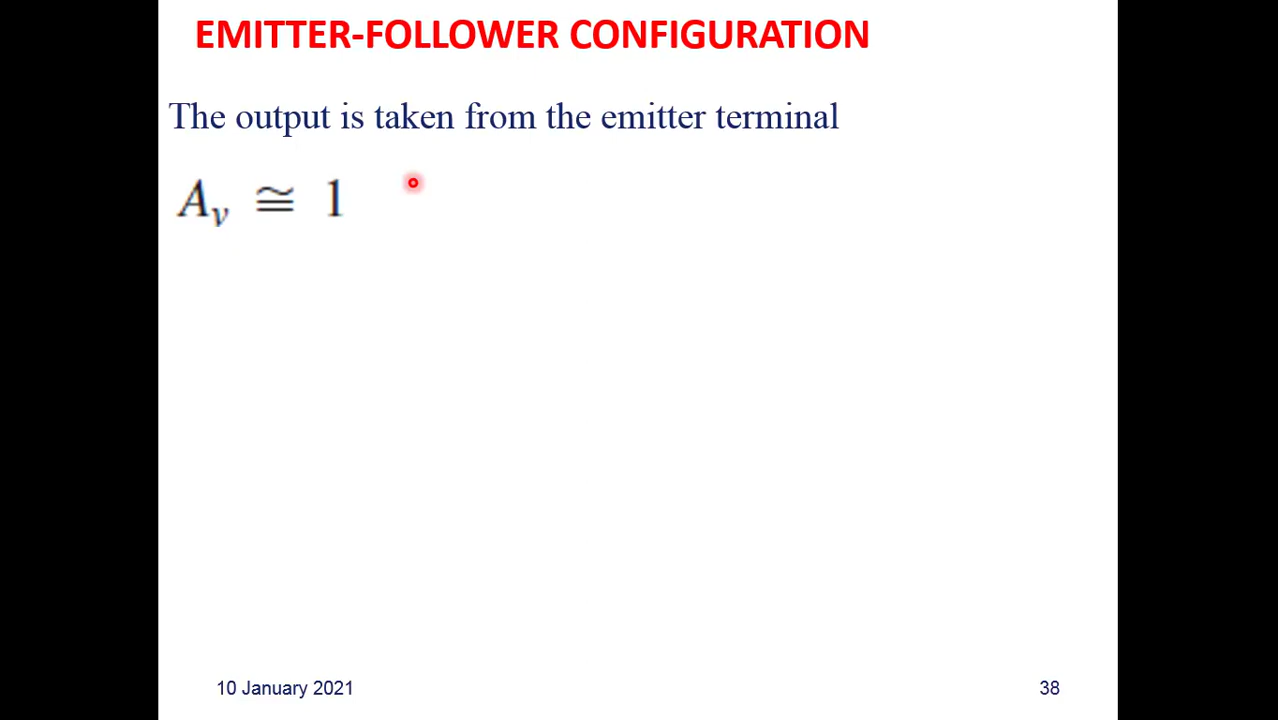 EMITTER-FOLLOWER CONFIGURATION
The output is taken from the emitter terminal
Aᵥ ≅ 1
10 January 2021
38